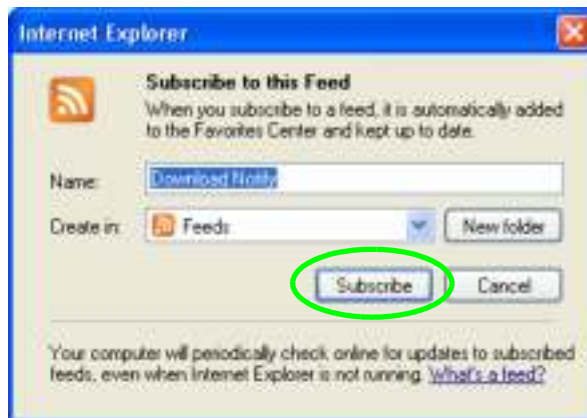 Internet Explorer
Subscribe to this Feed
When you subscribe to a feed, it is automatically added
to the Favorites Center and kept up to date.
Name: Download Notify
Create in: Feeds New folder
Subscribe Cancel
Your computer will periodically check online for updates to subscribed
feeds, even when Internet Explorer is not running. What's a feed?